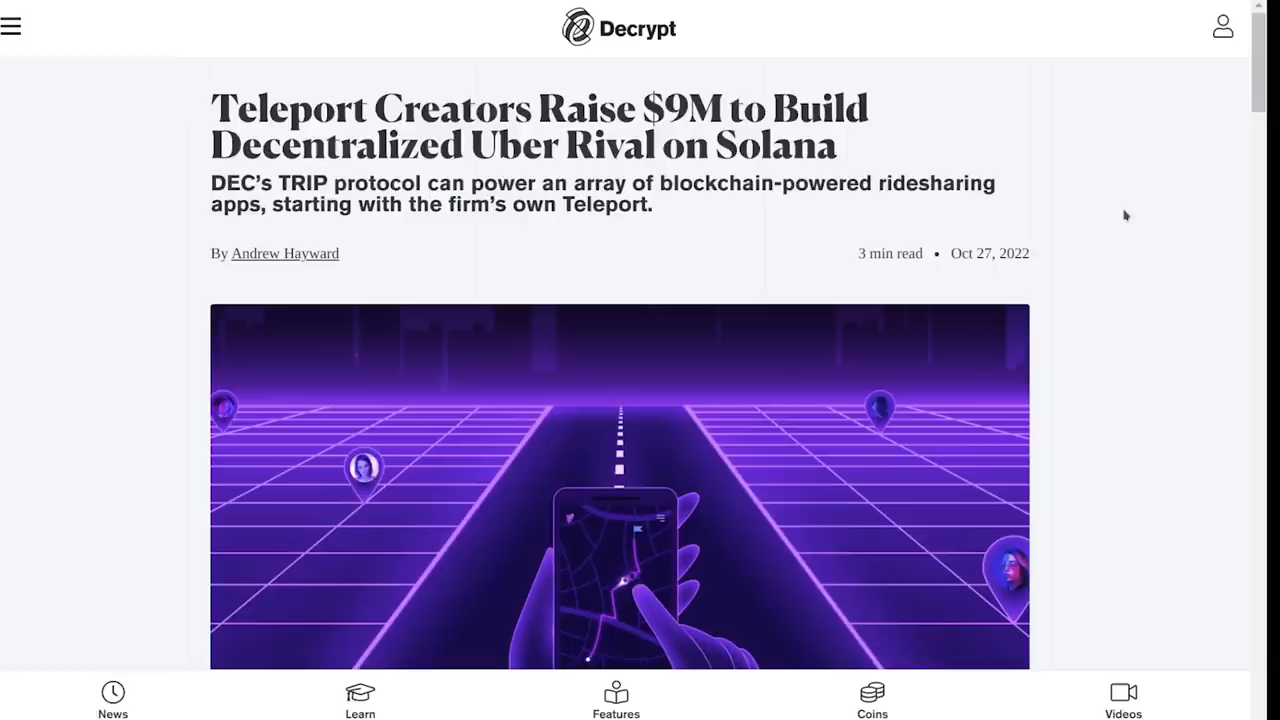 Decrypt
Teleport Creators Raise $9M to Build
Decentralized Uber Rival on Solana
DEC’s TRIP protocol can power an array of blockchain-powered ridesharing
apps, starting with the firm’s own Teleport.
By Andrew Hayward
3 min read • Oct 27, 2022
News
Learn
Features
Coins
Videos